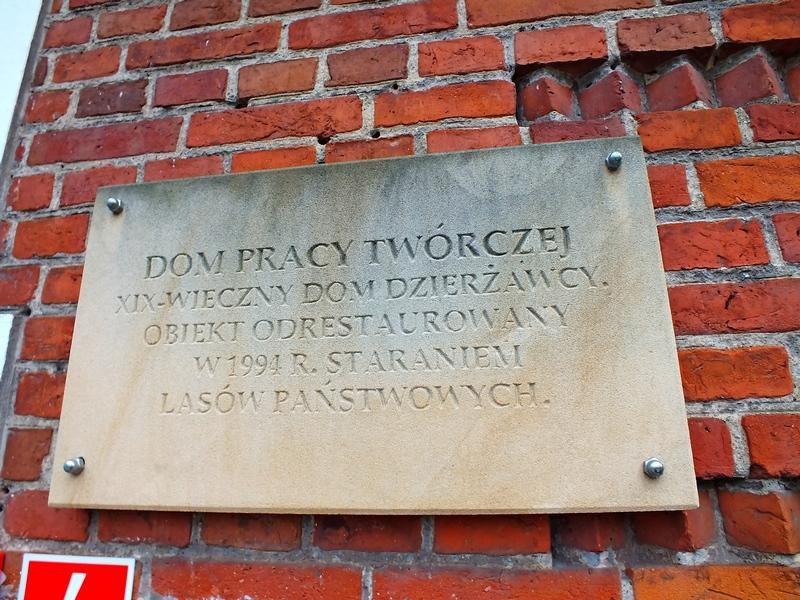 DOM PRACY TWÓRCZEJ
XIX-WIECZNY DOM DZIERŻAWCY.
OBIEKT ODRESTAUROWANY
W 1994 R. STARANIEM
LASÓW PAŃSTWOWYCH.